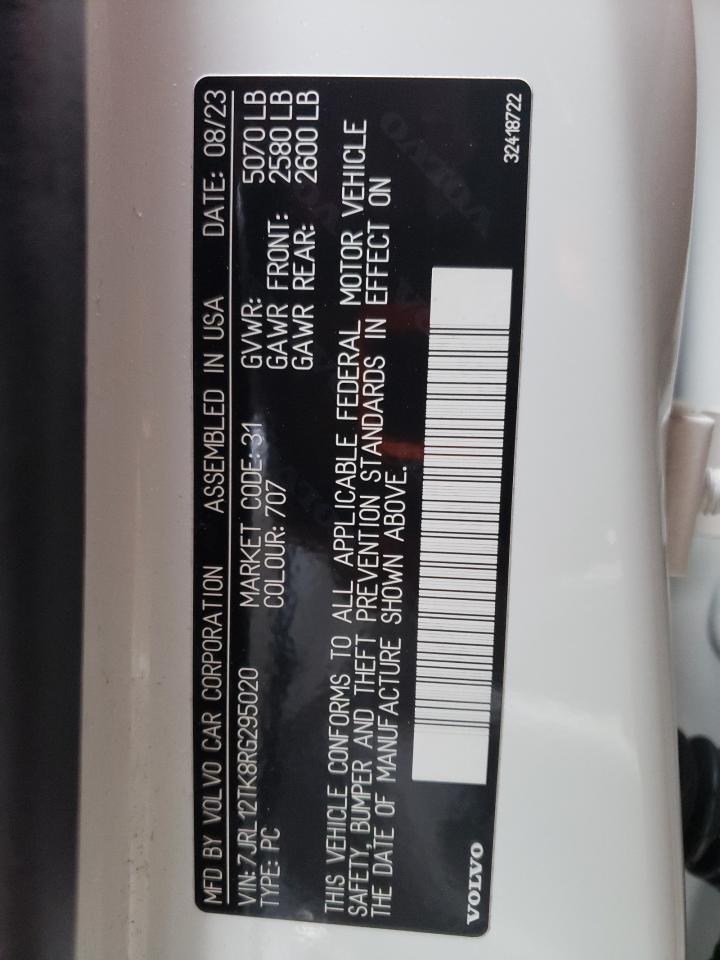 MFD BY VOLVO CAR CORPORATION ASSEMBLED IN USA DATE: 08/23
VIN: 7JRL12TK8RG295020 MARKET CODE: 31 GVWR: 5070 LB
TYPE: PC COLOUR: 707 GAWR FRONT: 2580 LB
GAWR REAR: 2600 LB
THIS VEHICLE CONFORMS TO ALL APPLICABLE FEDERAL MOTOR VEHICLE
SAFETY, BUMPER AND THEFT PREVENTION STANDARDS IN EFFECT ON
THE DATE OF MANUFACTURE SHOWN ABOVE.
VOLVO 32418722